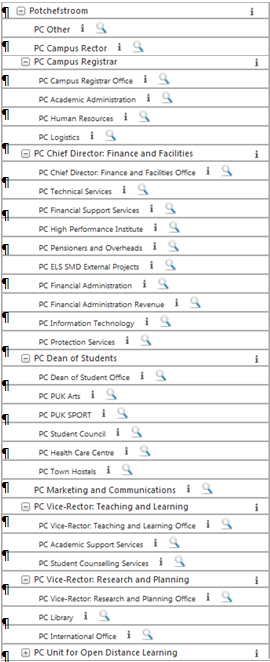 Potchefstroom
PC Other
PC Campus Rector
PC Campus Registrar
PC Campus Registrar Office
PC Academic Administration
PC Human Resources
PC Logistics
PC Chief Director: Finance and Facilities
PC Chief Director: Finance and Facilities Office
PC Technical Services
PC Financial Support Services
PC High Performance Institute
PC Pensioners and Overheads
PC ELS SMD External Projects
PC Financial Administration
PC Financial Administration Revenue
PC Information Technology
PC Protection Services
PC Dean of Students
PC Dean of Student Office
PC PUK Arts
PC PUK SPORT
PC Student Council
PC Health Care Centre
PC Town Hostels
PC Marketing and Communications
PC Vice-Rector: Teaching and Learning
PC Vice-Rector: Teaching and Learning Office
PC Academic Support Services
PC Student Counselling Services
PC Vice-Rector: Research and Planning
PC Vice-Rector: Research and Planning Office
PC Library
PC International Office
PC Unit for Open Distance Learning